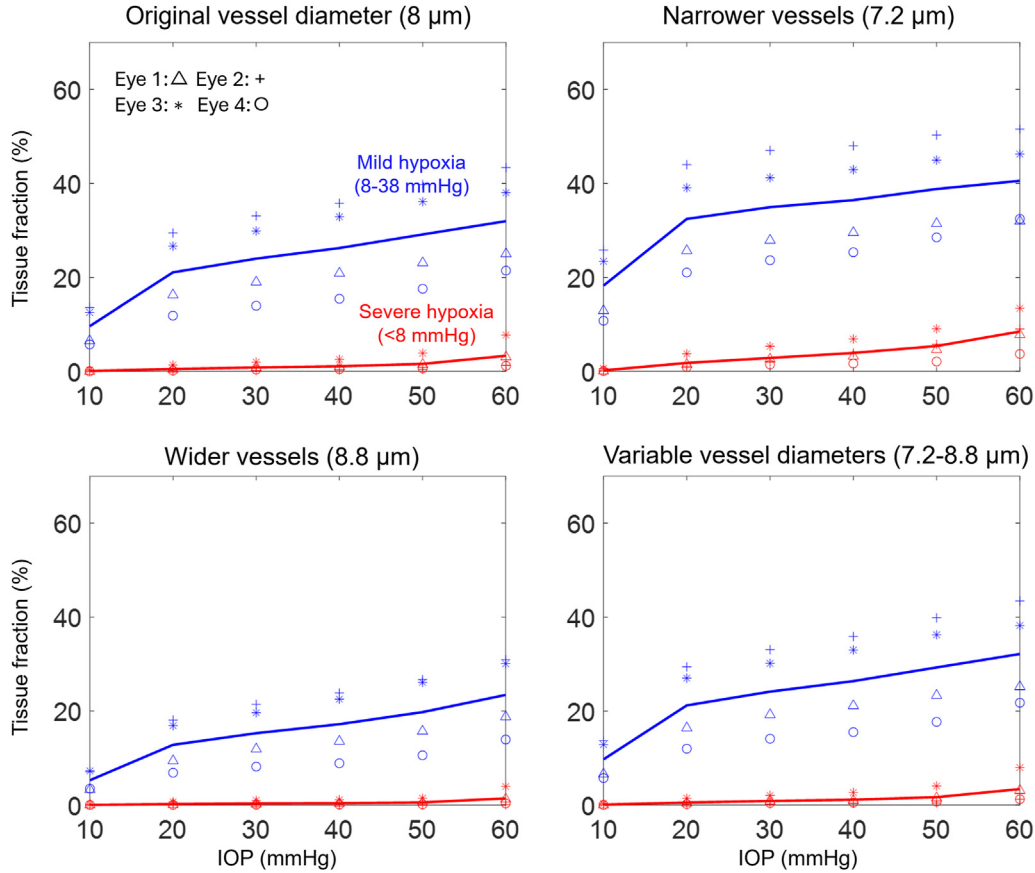 Original vessel diameter (8 µm)
Narrower vessels (7.2 µm)
Tissue fraction (%)
60
40
20
0
10 20 30 40 50 60
Eye 1: △ Eye 2: +
Eye 3: * Eye 4: ○
Mild hypoxia
(8-38 mmHg)
Severe hypoxia
(<8 mmHg)
60
40
20
0
10 20 30 40 50 60
Wider vessels (8.8 µm)
Variable vessel diameters (7.2-8.8 µm)
Tissue fraction (%)
60
40
20
0
10 20 30 40 50 60
IOP (mmHg)
60
40
20
0
10 20 30 40 50 60
IOP (mmHg)